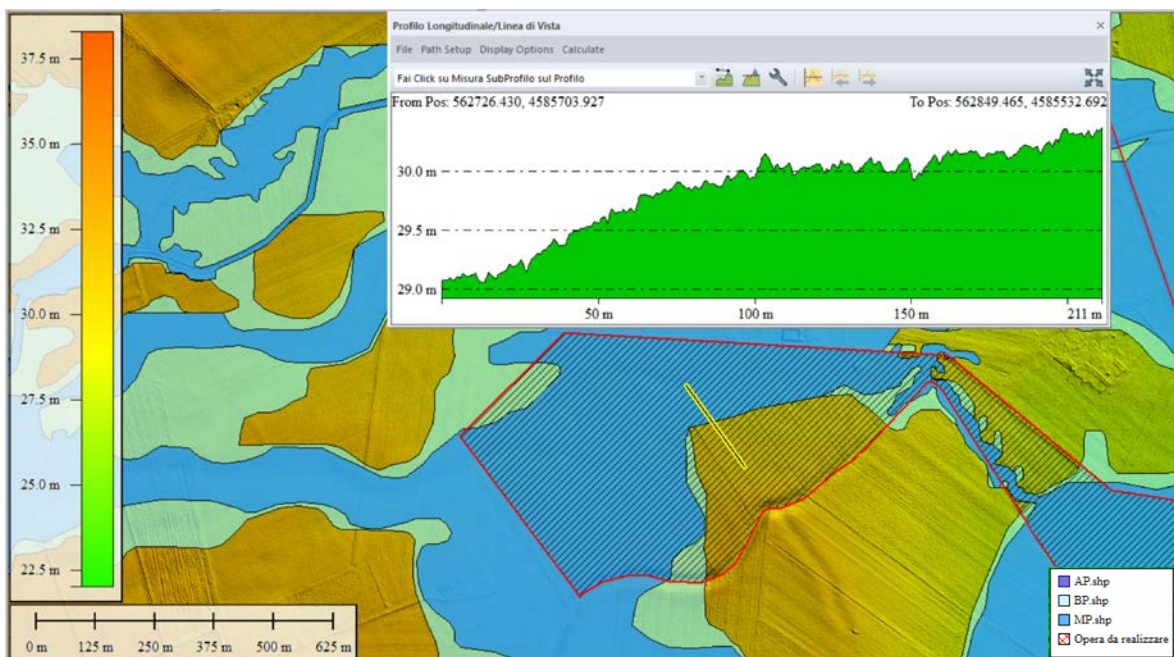 Profilo Longitudinale/Linea di Vista
File Path Setup Display Options Calculate
Fai Click su Misura SubProfilo sul Profilo
From Pos: 562726.430, 4585703.927 To Pos: 562849.465, 4585532.692
30.0 m
29.5 m
29.0 m
50 m 100 m 150 m 211 m
37.5 m
35.0 m
32.5 m
30.0 m
27.5 m
25.0 m
22.5 m
0 m 125 m 250 m 375 m 500 m 625 m
AP.shp
BP.shp
MP.shp
Opera da realizzare